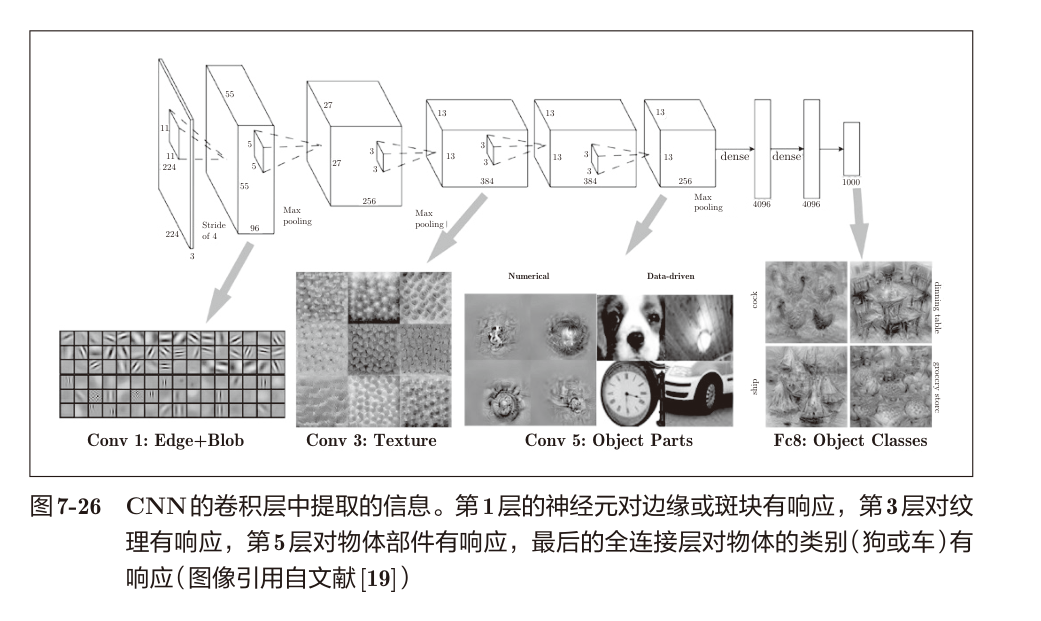 55
27
13
13
13
11
5
3
3
3
11
5
27
3
13
3
13
3
13
dense
dense
224
55
384
384
256
1000
256
4096
4096
224
Stride
of 4
96
Max
pooling
Max
pooling
Max
pooling
3
Numerical
Data-driven
cock
dinning table
ship
grocery store
Conv 1: Edge+Blob
Conv 3: Texture
Conv 5: Object Parts
Fc8: Object Classes
图7-26 CNN的卷积层中提取的信息。第1层的神经元对边缘或斑块有响应，第3层对纹
理有响应，第5层对物体部件有响应，最后的全连接层对物体的类别（狗或车）有
响应（图像引用自文献[19]）